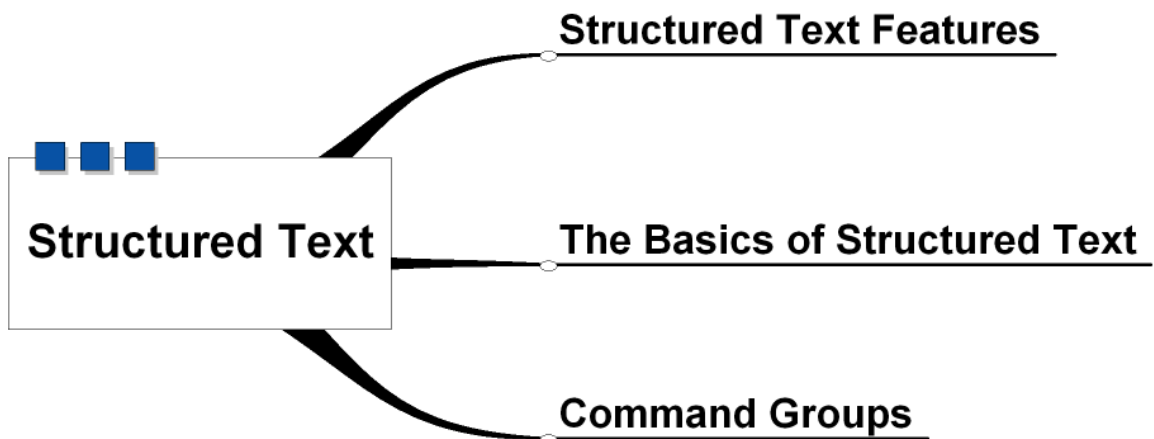 Structured Text Features
Structured Text
The Basics of Structured Text
Command Groups